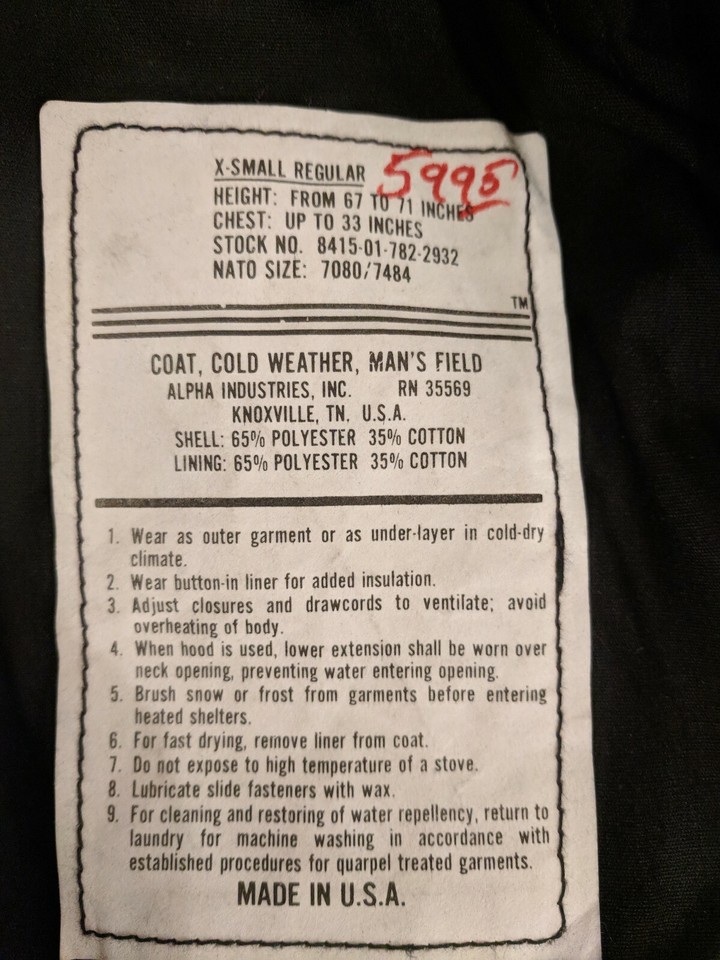 X-SMALL REGULAR 5995
HEIGHT: FROM 67 TO 71 INCHES
CHEST: UP TO 33 INCHES
STOCK NO. 8415-01-782-2932
NATO SIZE: 7080/7484
TM
COAT, COLD WEATHER, MAN'S FIELD
ALPHA INDUSTRIES, INC. RN 35569
KNOXVILLE, TN. U.S.A.
SHELL: 65% POLYESTER 35% COTTON
LINING: 65% POLYESTER 35% COTTON
1. Wear as outer garment or as under-layer in cold-dry
climate.
2. Wear button-in liner for added insulation.
3. Adjust closures and drawcords to ventilate; avoid
overheating of body.
4. When hood is used, lower extension shall be worn over
neck opening, preventing water entering opening.
5. Brush snow or frost from garments before entering
heated shelters.
6. For fast drying, remove liner from coat.
7. Do not expose to high temperature of a stove.
8. Lubricate slide fasteners with wax.
9. For cleaning and restoring of water repellency, return to
laundry for machine washing in accordance with
established procedures for quarpel treated garments.
MADE IN U.S.A.